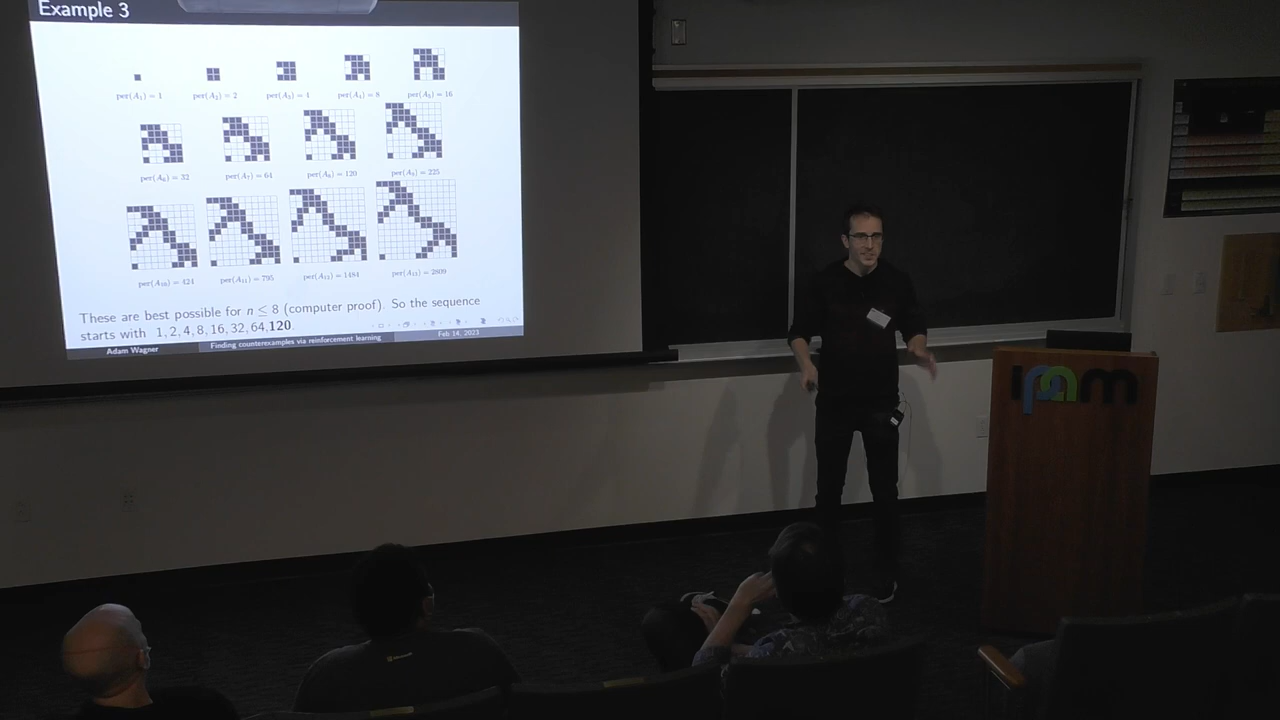 Example 3
per(A₁) = 1 per(A₂) = 2 per(A₃) = 4 per(A₄) = 8 per(A₅) = 16
per(A₆) = 32 per(A₇) = 64 per(A₈) = 120 per(A₉) = 225
per(A₁₀) = 424 per(A₁₁) = 795 per(A₁₂) = 1484 per(A₁₃) = 2809
These are best possible for n ≤ 8 (computer proof). So the sequence
starts with 1, 2, 4, 8, 16, 32, 64, 120.
Adam Wagner Finding counterexamples via reinforcement learning Feb 14, 2023
ipam